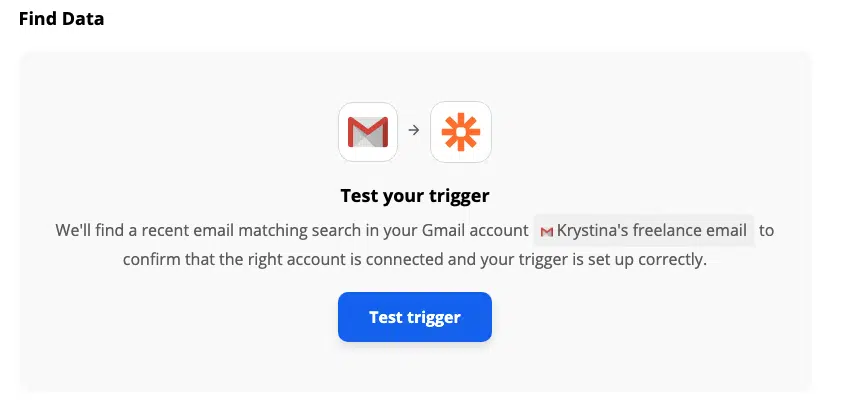 Find Data
Test your trigger
We'll find a recent email matching search in your Gmail account Krystina's freelance email to
confirm that the right account is connected and your trigger is set up correctly.
Test trigger